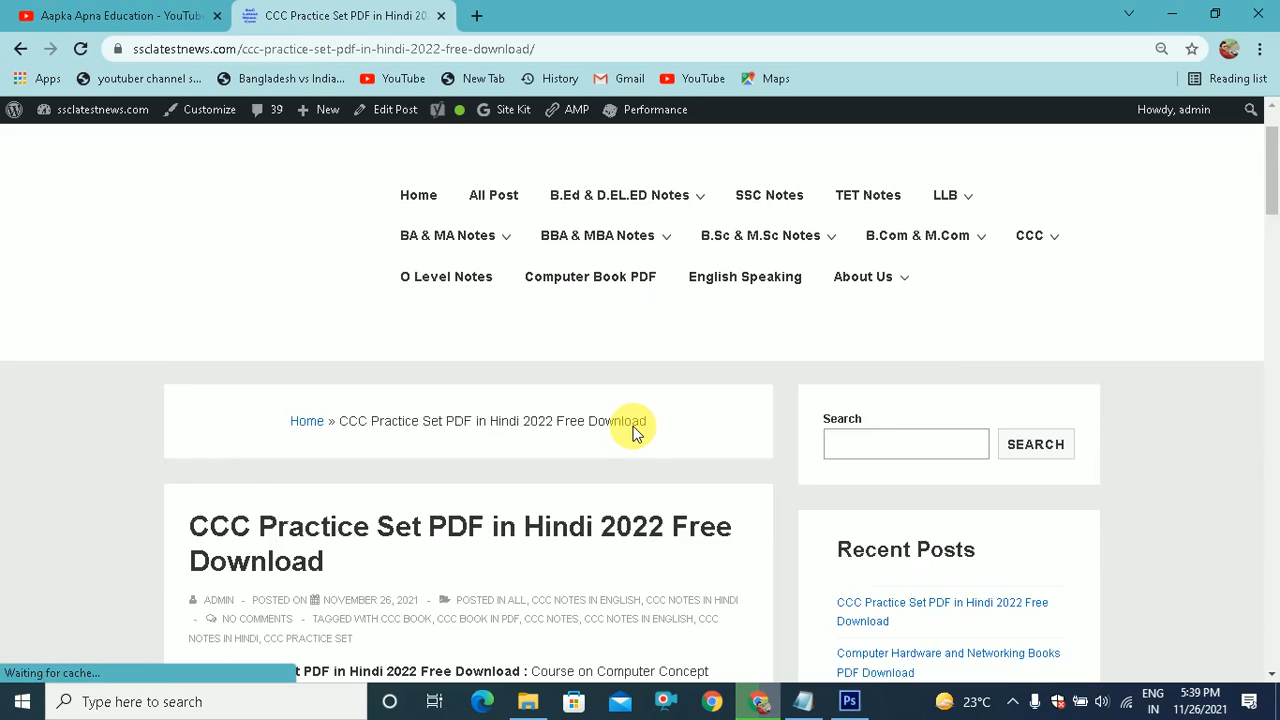 Aapka Apna Education - YouTube
CCC Practice Set PDF in Hindi 20
ssclatestnews.com/ccc-practice-set-pdf-in-hindi-2022-free-download/
Apps youtuber channel s... Bangladesh vs India... YouTube New Tab History Gmail YouTube Maps Reading list
ssclatestnews.com Customize 39 New Edit Post Site Kit AMP Performance Howdy, admin
Home All Post B.Ed & D.EL.ED Notes SSC Notes TET Notes LLB
BA & MA Notes BBA & MBA Notes B.Sc & M.Sc Notes B.Com & M.Com CCC
O Level Notes Computer Book PDF English Speaking About Us
Home » CCC Practice Set PDF in Hindi 2022 Free Download
Search
SEARCH
CCC Practice Set PDF in Hindi 2022 Free
Download
ADMIN - POSTED ON NOVEMBER 26, 2021 - POSTED IN ALL, CCC NOTES IN ENGLISH, CCC NOTES IN HINDI
- NO COMMENTS - TAGGED WITH CCC BOOK, CCC BOOK IN PDF, CCC NOTES, CCC NOTES IN ENGLISH, CCC
NOTES IN HINDI, CCC PRACTICE SET
PDF in Hindi 2022 Free Download : Course on Computer Concept
Recent Posts
CCC Practice Set PDF in Hindi 2022 Free
Download
Computer Hardware and Networking Books
PDF Download
Waiting for cache...
Type here to search
Ps
23°C
ENG
IN
5:39 PM
11/26/2021